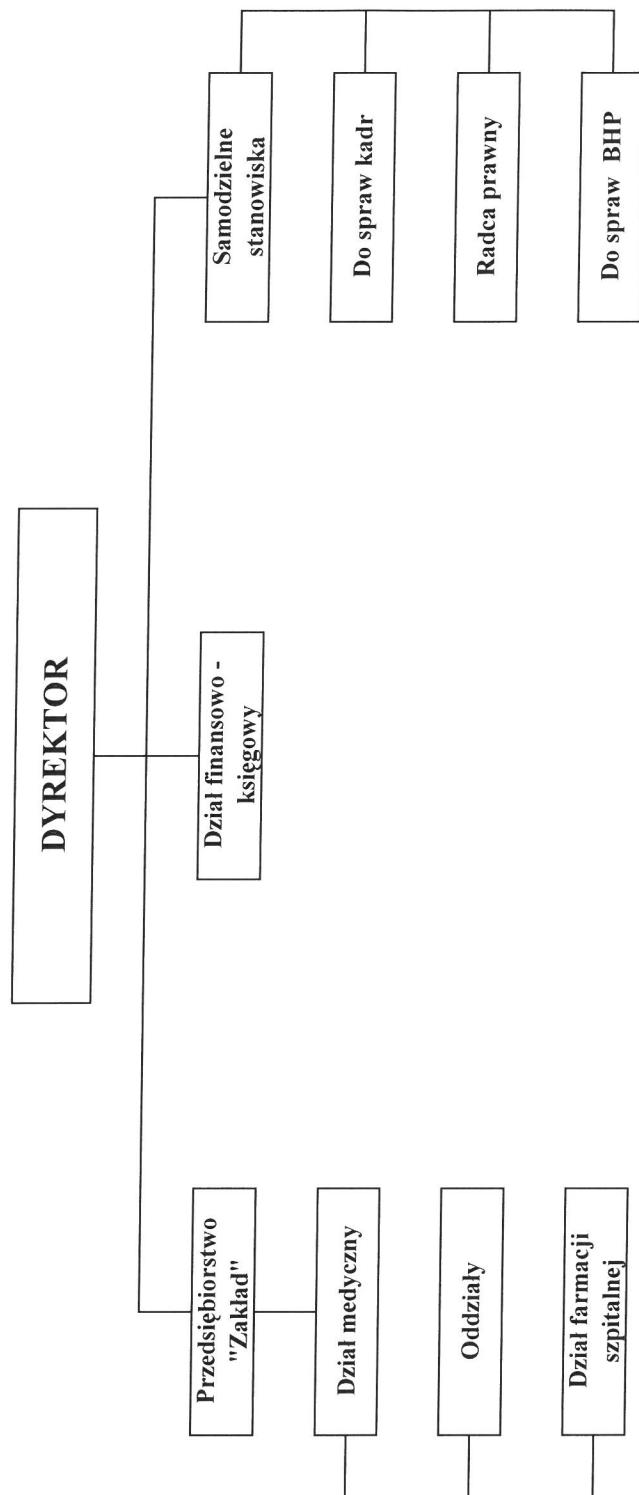 DYREKTOR
Przedsiębiorstwo
"Zakład"
Dział finansowo -
księgowy
Samodzielne
stanowiska
Dział medyczny
Do spraw kadr
Oddziały
Radca prawny
Dział farmacji
szpitalnej
Do spraw BHP